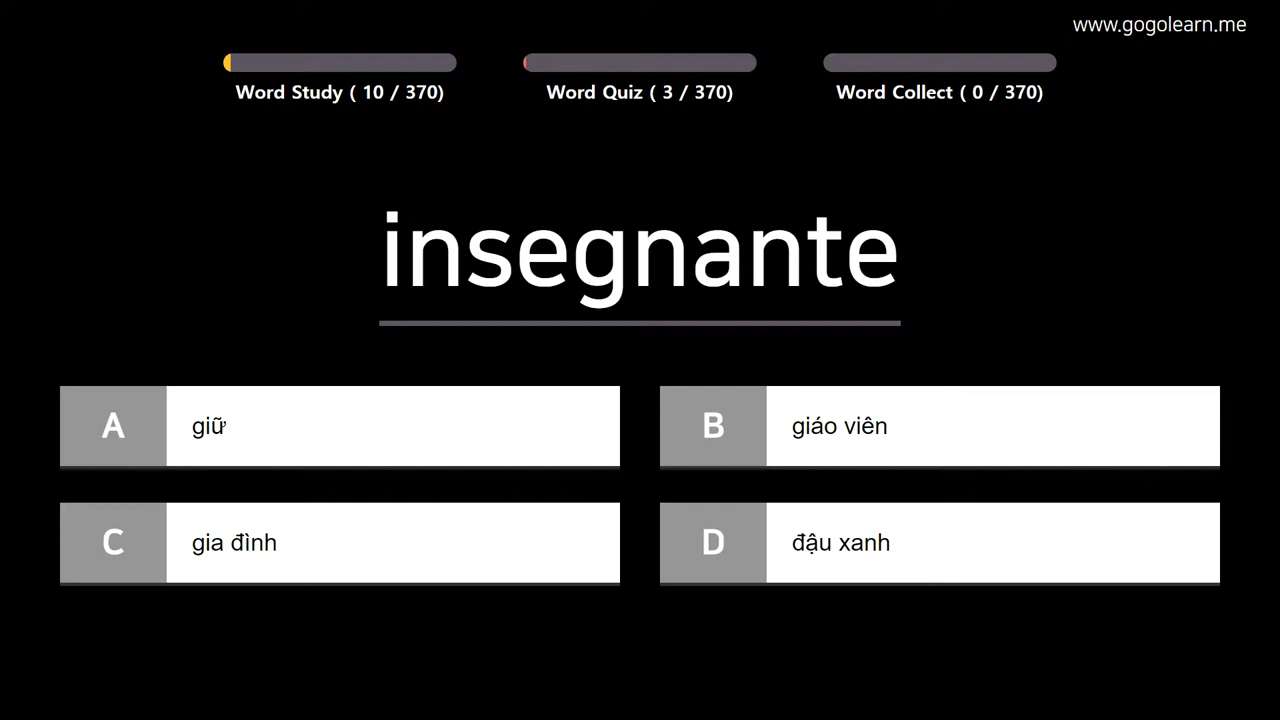 www.gogolearn.me
Word Study ( 10 / 370)
Word Quiz ( 3 / 370)
Word Collect ( 0 / 370)
insegnante
A giữ
B giáo viên
C gia đình
D đậu xanh